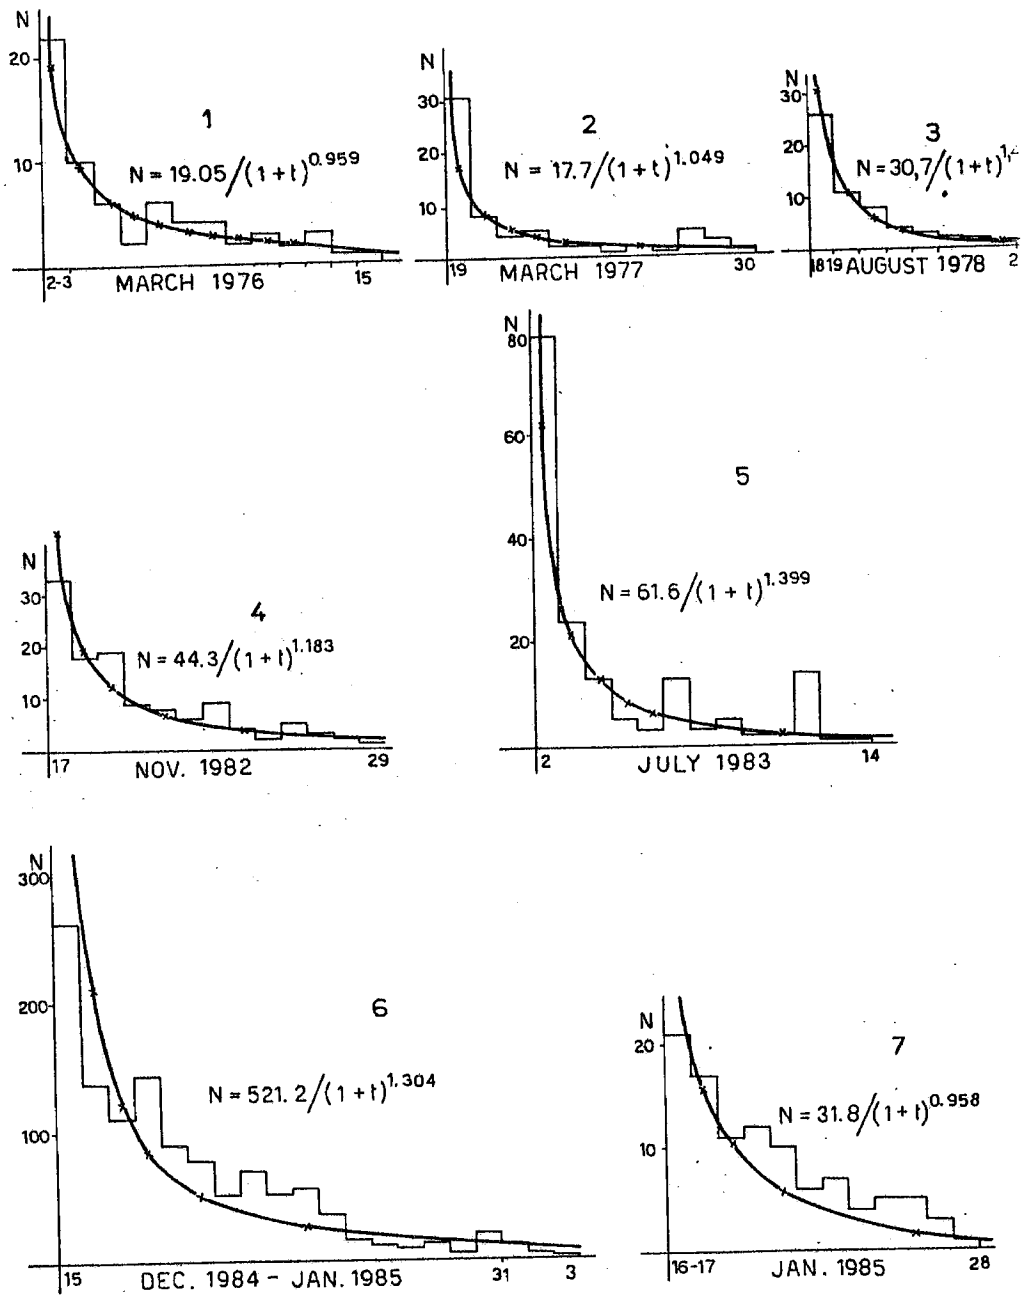 N
20
10
1
N = 19.05/(1+t)^0.959
2-3 MARCH 1976 15
N
30
20
10
2
N = 17.7/(1+t)^1.049
19 MARCH 1977 30
N
30
20
10
3
N = 30,7/(1+t)^1,
1819 AUGUST 1978 2
N
30
20
10
4
N = 44.3/(1+t)^1.183
17 NOV. 1982 29
N
80
60
40
20
5
N = 61.6/(1+t)^1.399
2 JULY 1983 14
N
300
200
100
6
N = 521.2/(1+t)^1.304
15 DEC. 1984 - JAN. 1985 31 3
N
20
10
7
N = 31.8/(1+t)^0.958
16-17 JAN. 1985 28